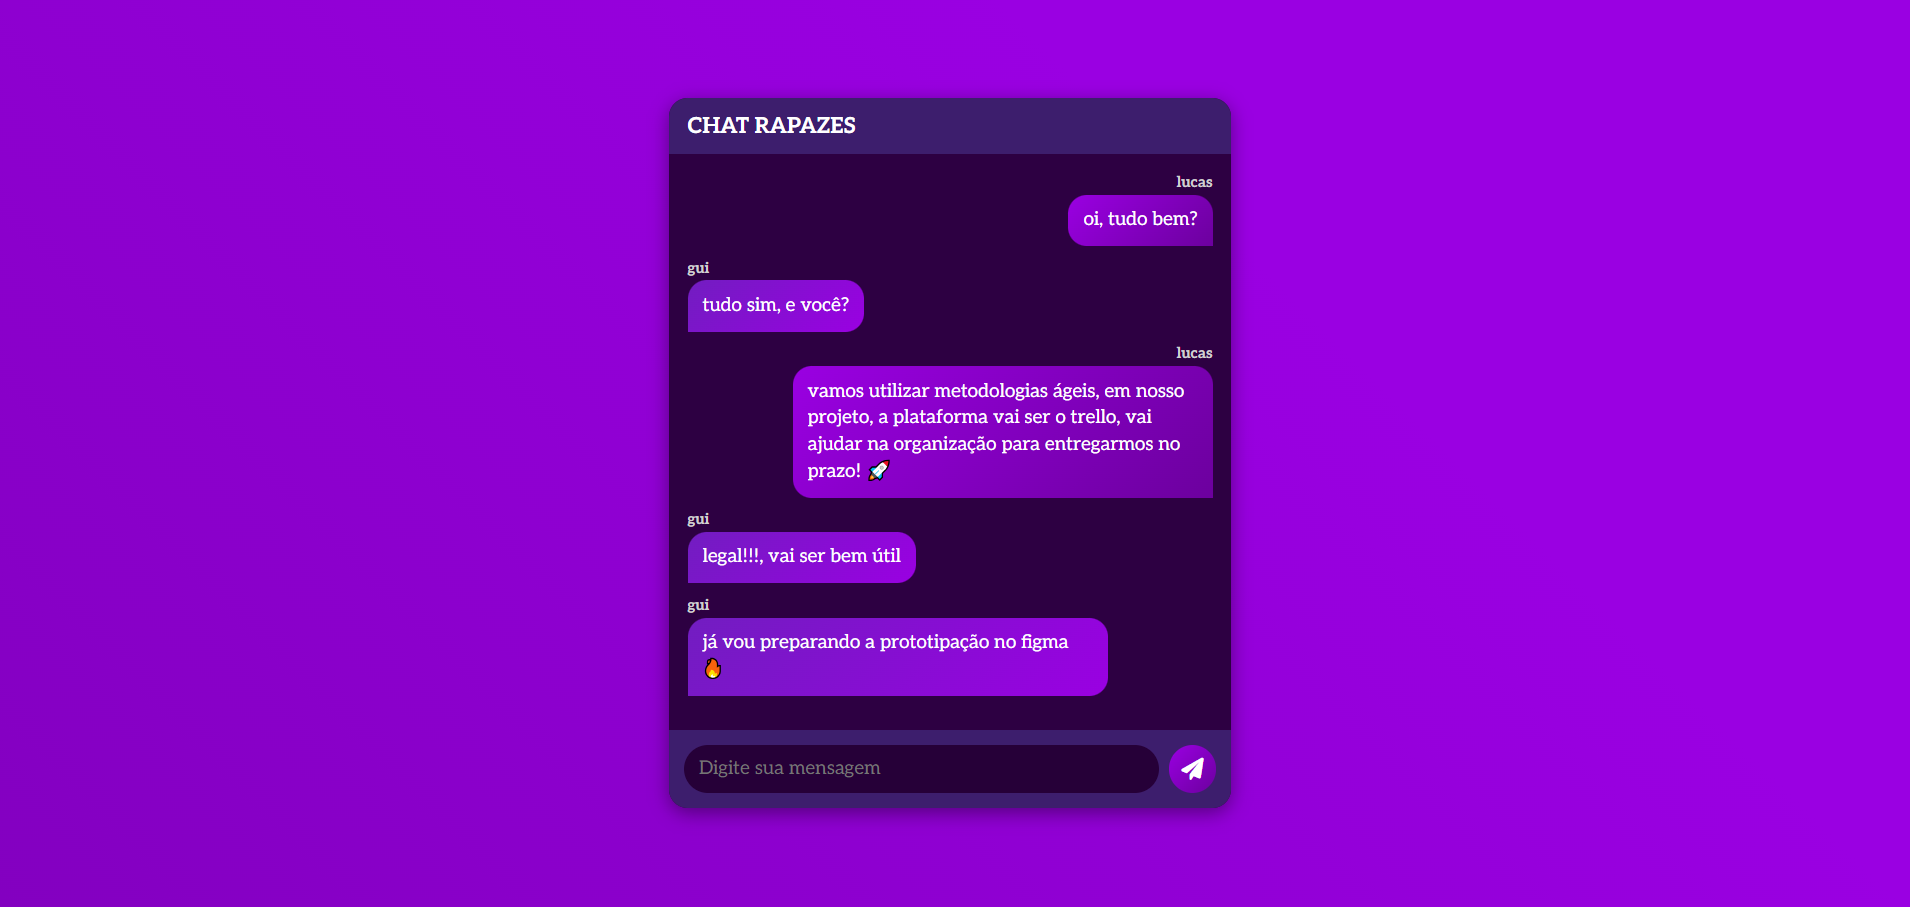 CHAT RAPAZES
lucas
oi, tudo bem?
gui
tudo sim, e você?
lucas
vamos utilizar metodologias ágeis, em nosso
projeto, a plataforma vai ser o trello, vai
ajudar na organização para entregarmos no
prazo! 🚀
gui
legal!!!, vai ser bem útil
gui
já vou preparando a prototipação no figma
🔥
Digite sua mensagem